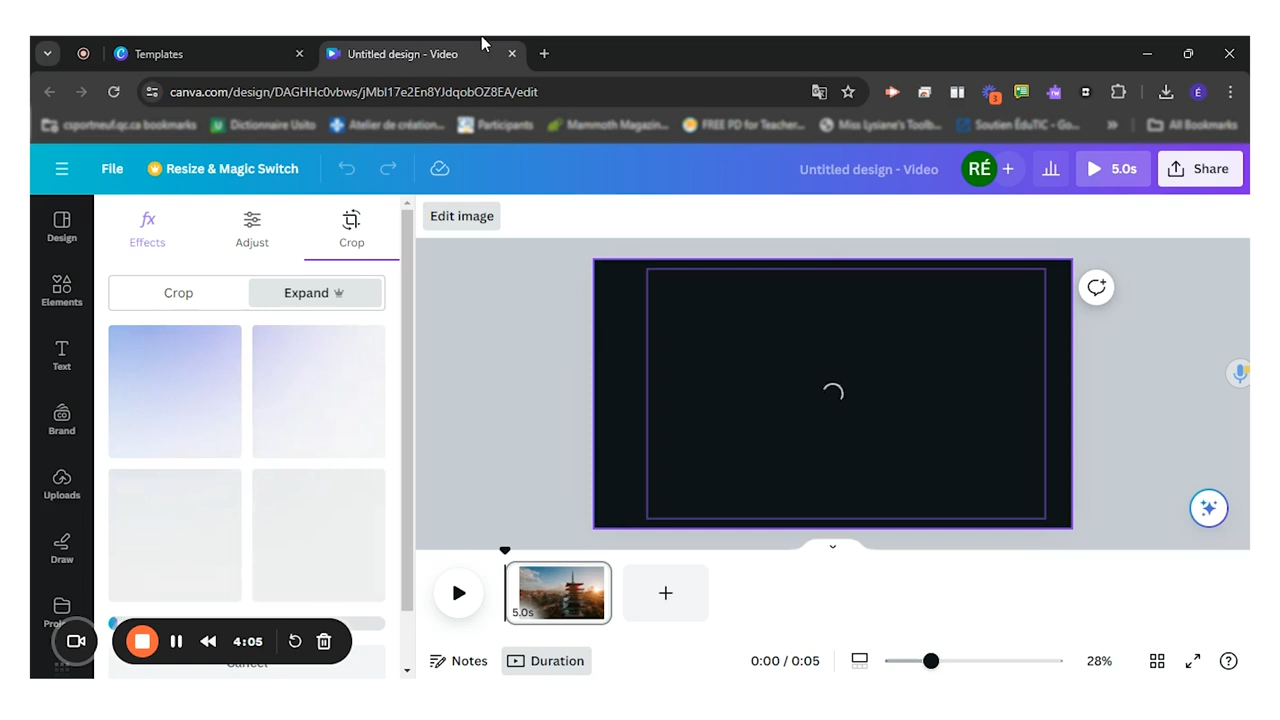 Templates
Untitled design - Video
canva.com/design/DAGHHc0vbws/jMbI17e2En8YJdqobOZ8EA/edit
3
É
csportneuf.qc.ca bookmarks
Dictionnaire Usito
Atelier de création...
Participants
Mammoth Magazin...
FREE PD for Teacher...
Miss Lysiane's Toolb...
Soutien ÉduTIC - Go...
All Bookmarks
File
Resize & Magic Switch
Untitled design - Video
RÉ
5.0s
Share
Design
Elements
Text
Brand
Uploads
Draw
Effects
Adjust
Crop
Crop
Expand
Edit image
5.0s
4:05
Notes
Duration
0:00 / 0:05
28%